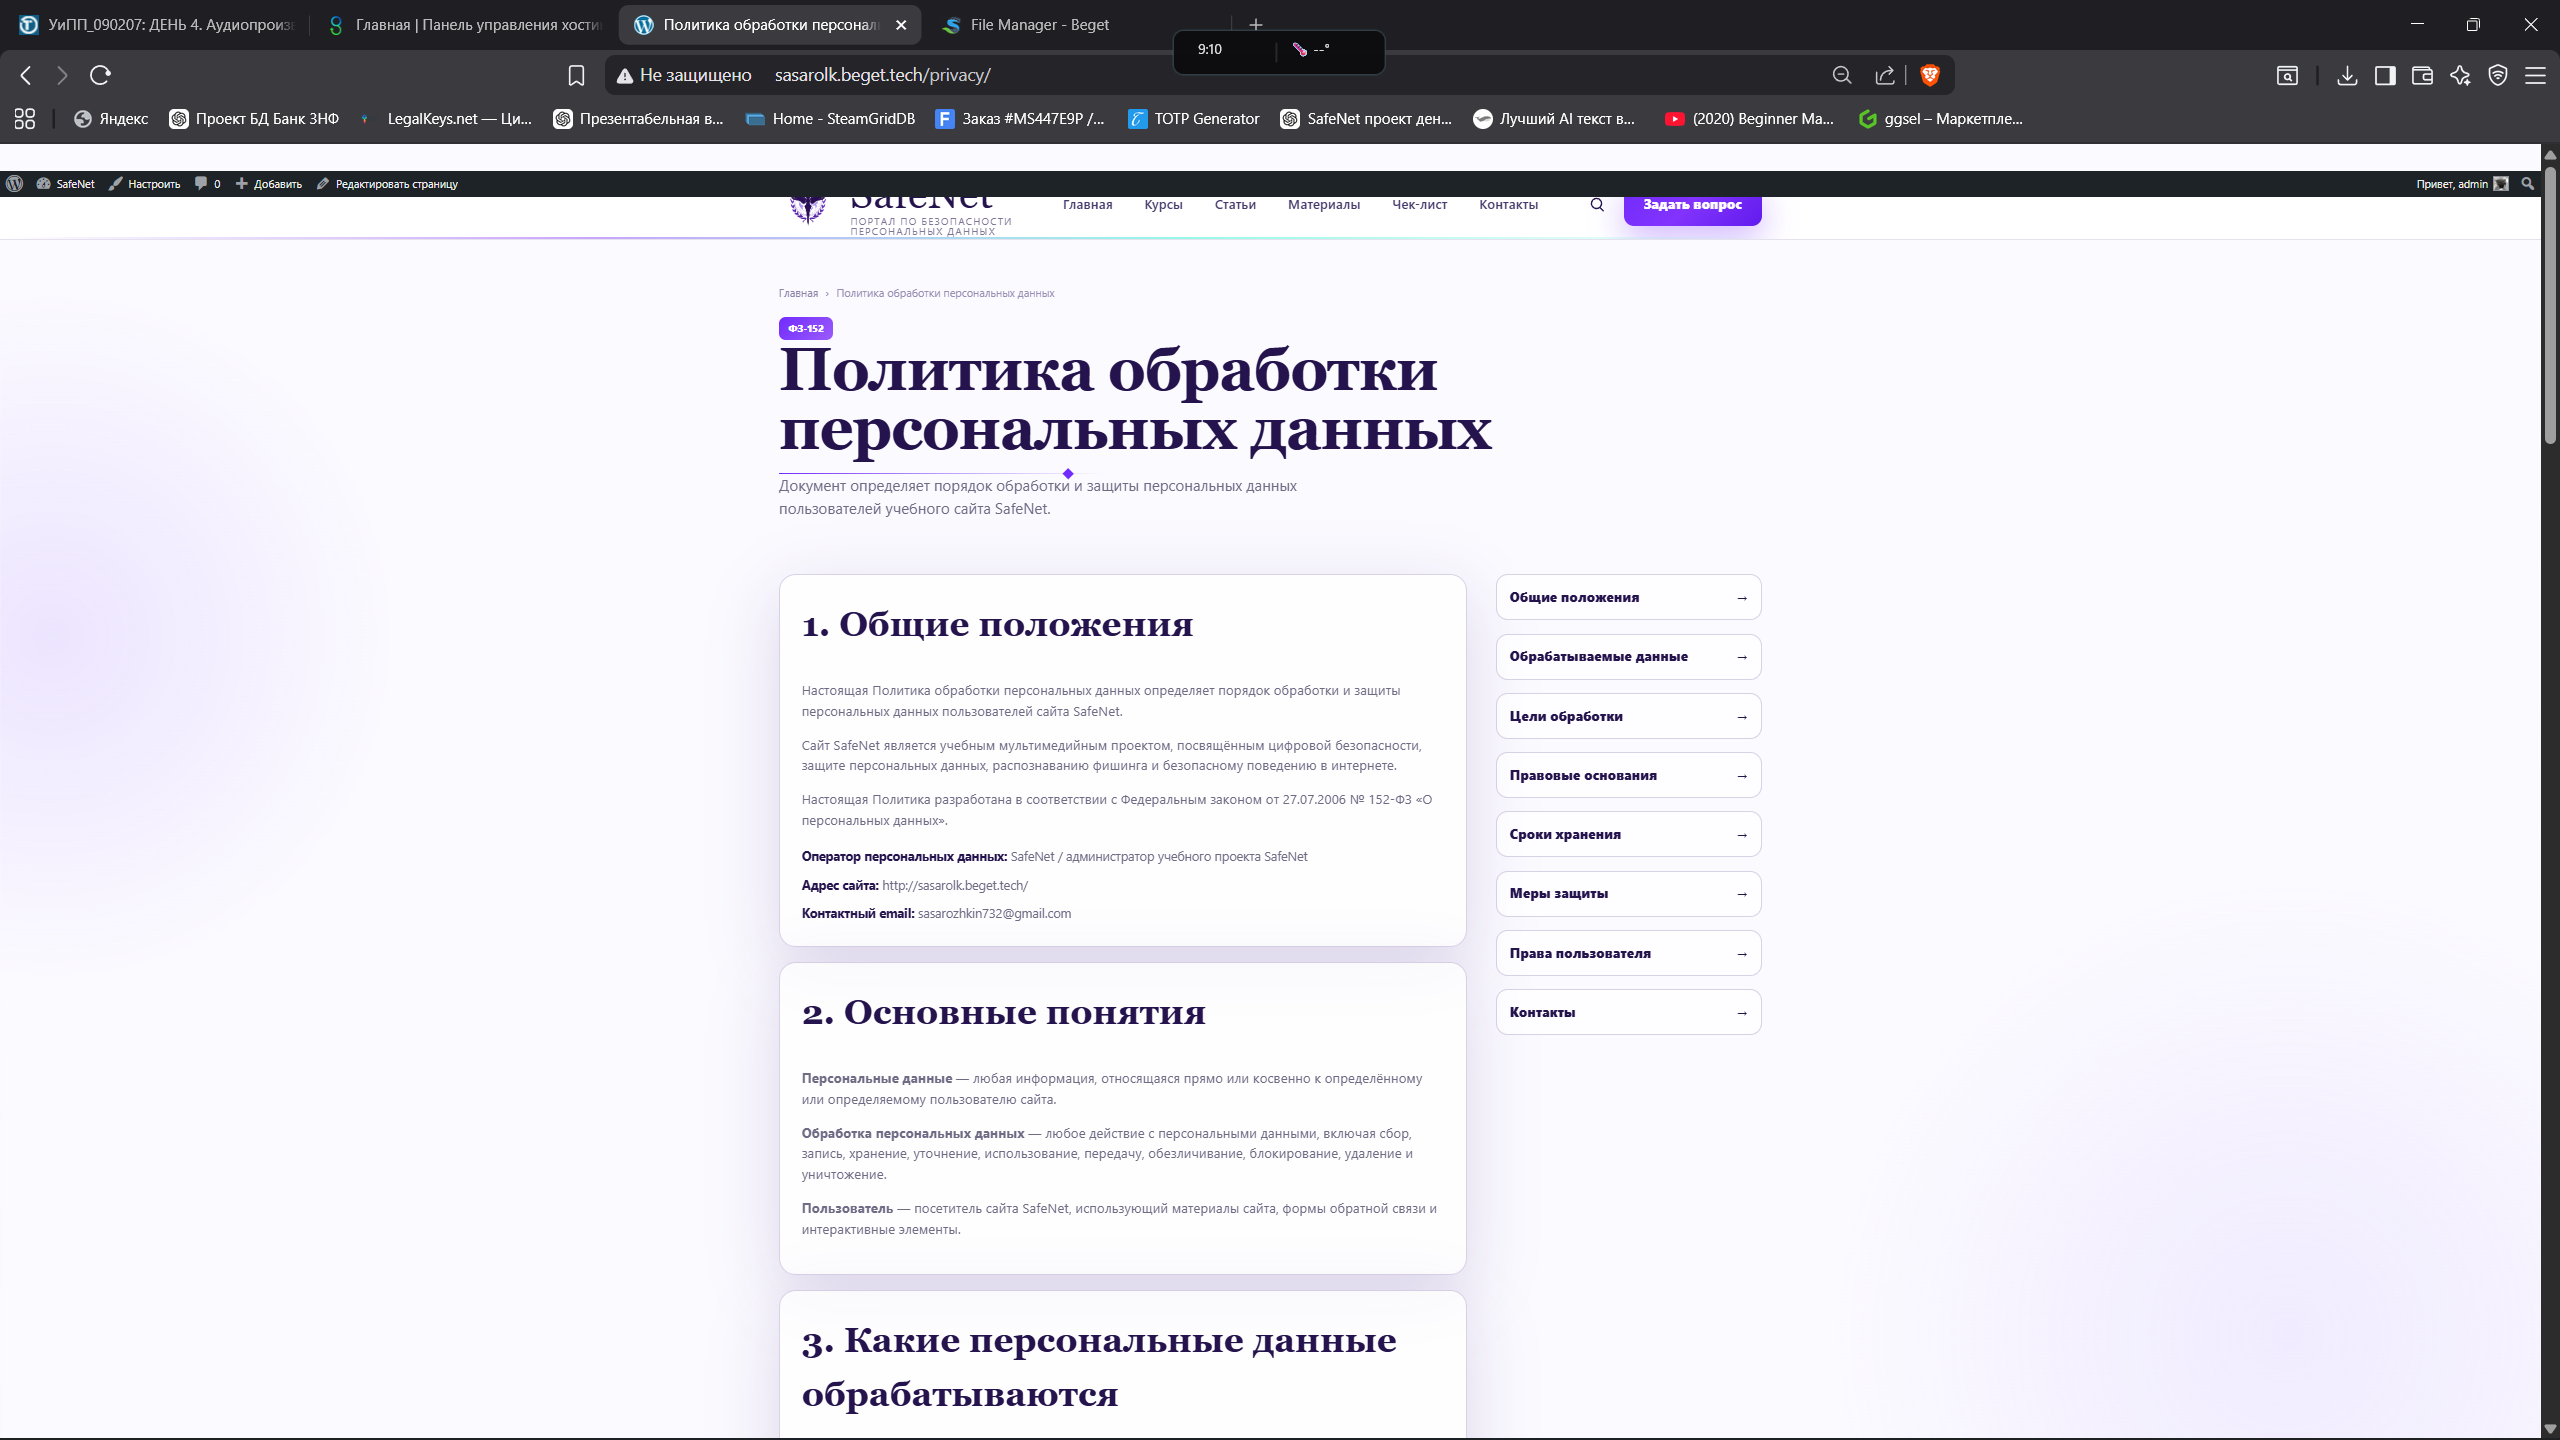 УиПП_090207: ДЕНЬ 4. Аудиопроизв
Главная | Панель управления хости
Политика обработки персонал
File Manager - Beget
9:10
--°
Не защищено
sasarolk.beget.tech/privacy/
Яндекс
Проект БД Банк ЗНФ
LegalKeys.net — Ци...
Презентабельная в...
Home - SteamGridDB
Заказ #MS447E9P /...
TOTP Generator
SafeNet проект ден...
Лучший AI текст в...
(2020) Beginner Ma...
ggsel – Маркетпле...
SafeNet
Настроить
0
Добавить
Редактировать страницу
Привет, admin
SafeNet
ПОРТАЛ ПО БЕЗОПАСНОСТИ
ПЕРСОНАЛЬНЫХ ДАННЫХ
Главная
Курсы
Статьи
Материалы
Чек-лист
Контакты
Задать вопрос
Главная › Политика обработки персональных данных
ФЗ-152
Политика обработки
персональных данных
Документ определяет порядок обработки и защиты персональных данных
пользователей учебного сайта SafeNet.
1. Общие положения
Настоящая Политика обработки персональных данных определяет порядок обработки и защиты
персональных данных пользователей сайта SafeNet.
Сайт SafeNet является учебным мультимедийным проектом, посвящённым цифровой безопасности,
защите персональных данных, распознаванию фишинга и безопасному поведению в интернете.
Настоящая Политика разработана в соответствии с Федеральным законом от 27.07.2006 № 152-ФЗ «О
персональных данных».
Оператор персональных данных: SafeNet / администратор учебного проекта SafeNet
Адрес сайта: http://sasarolk.beget.tech/
Контактный email: sasarozhkin732@gmail.com
2. Основные понятия
Персональные данные — любая информация, относящаяся прямо или косвенно к определённому
или определяемому пользователю сайта.
Обработка персональных данных — любое действие с персональными данными, включая сбор,
запись, хранение, уточнение, использование, передачу, обезличивание, блокирование, удаление и
уничтожение.
Пользователь — посетитель сайта SafeNet, использующий материалы сайта, формы обратной связи и
интерактивные элементы.
3. Какие персональные данные
обрабатываются
Общие положения →
Обрабатываемые данные →
Цели обработки →
Правовые основания →
Сроки хранения →
Меры защиты →
Права пользователя →
Контакты →